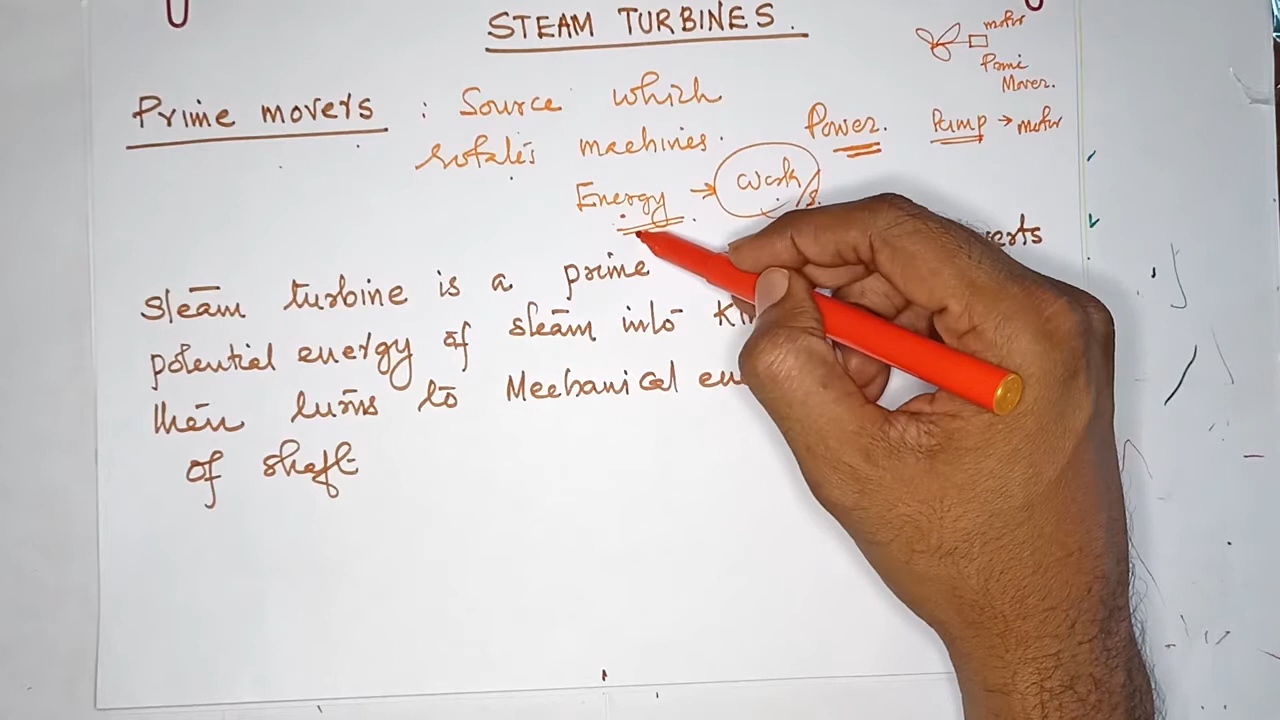 STEAM TURBINES.
motor
Prime
Mover.
Prime movers : Source which
rotates machines.
Power. Pump → motor
Energy → Work/s.
Steam turbine is a prime
potential energy of steam into
then turns to Mechanical
of shaft